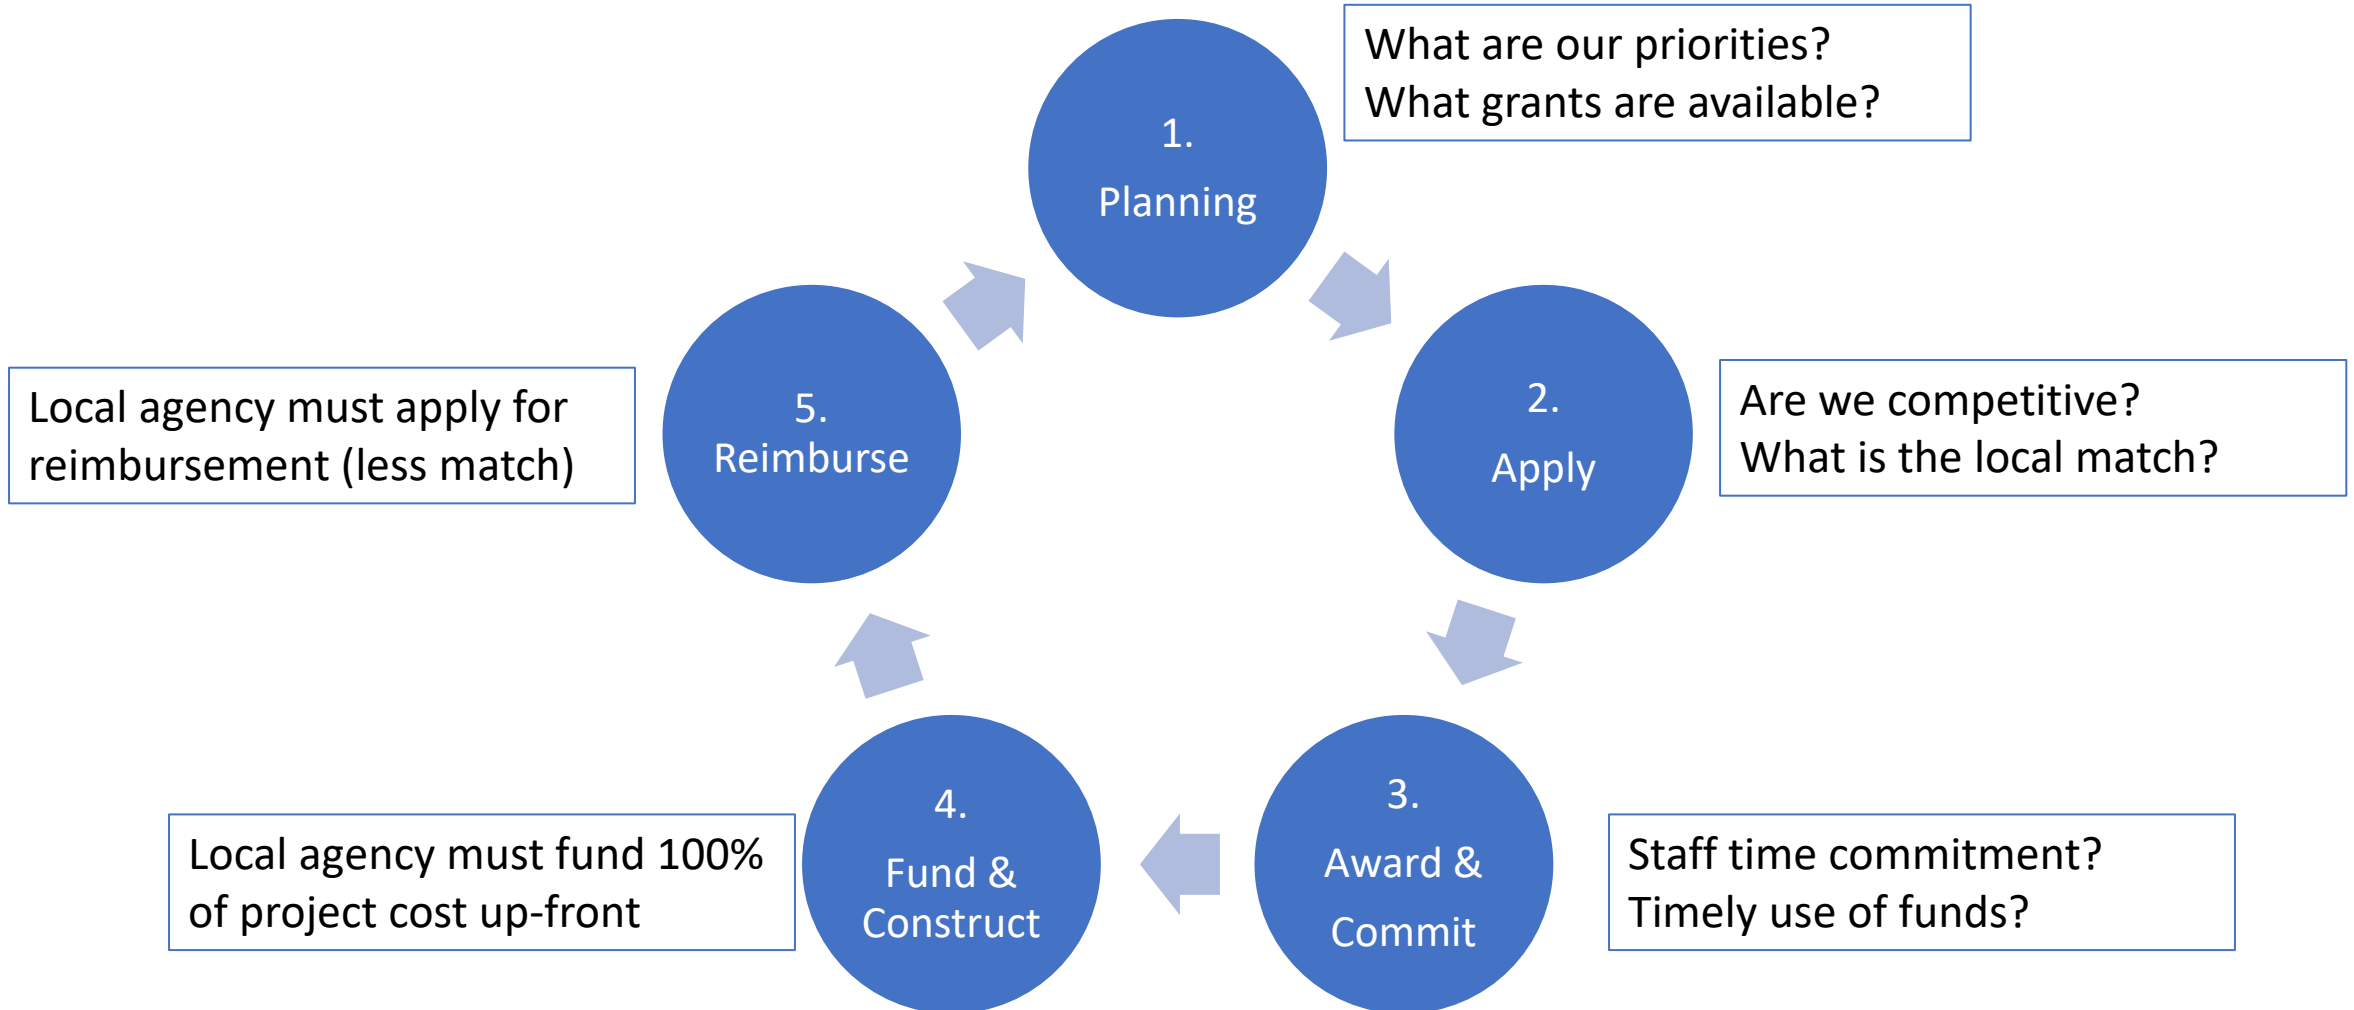 1.
Planning
What are our priorities?
What grants are available?
2.
Apply
Are we competitive?
What is the local match?
3.
Award &
Commit
Staff time commitment?
Timely use of funds?
4.
Fund &
Construct
Local agency must fund 100%
of project cost up-front
5.
Reimburse
Local agency must apply for
reimbursement (less match)